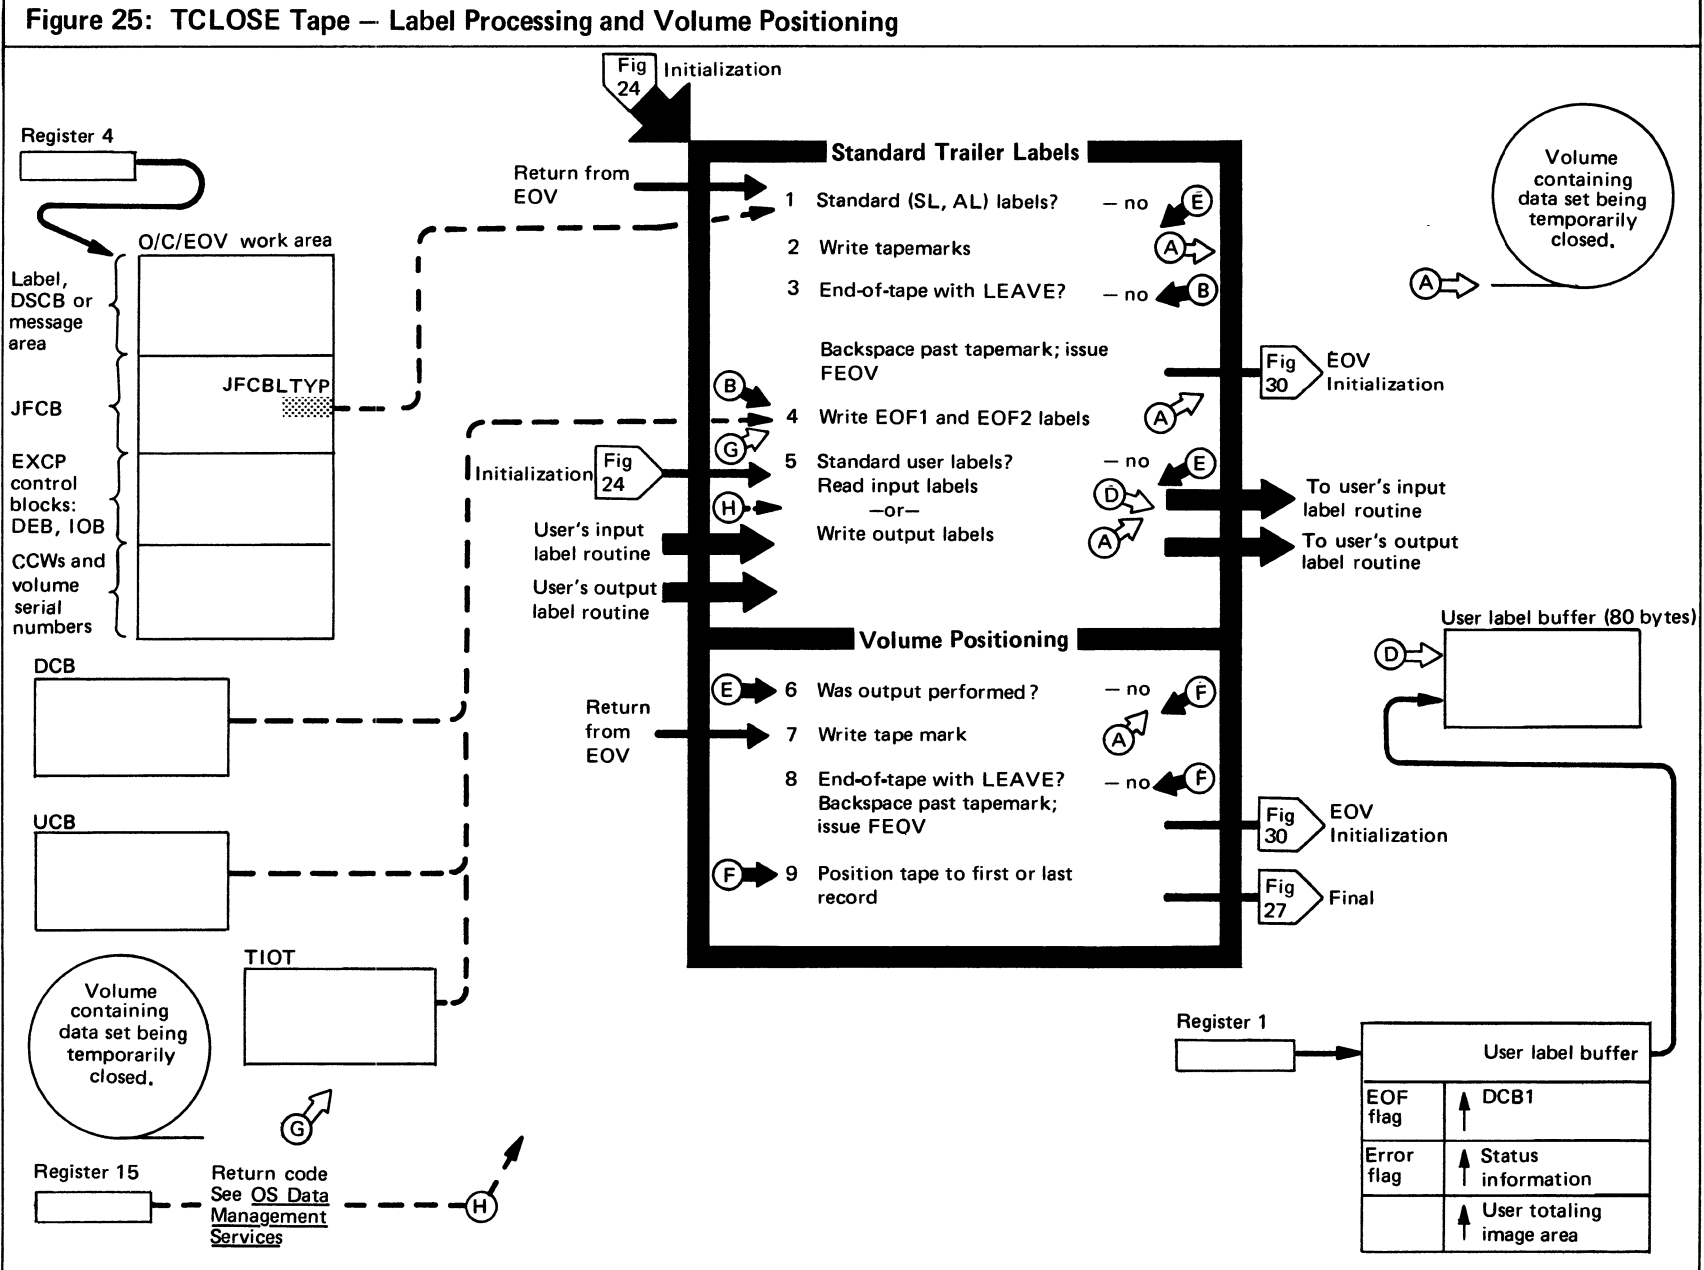 Figure 25: TCLOSE Tape — Label Processing and Volume Positioning
Fig
24
Initialization
Register 4
O/C/EOV work area
Label,
DSCB or
message
area
JFCBLTYP
JFCB
EXCP
control
blocks:
DEB, IOB
CCWs and
volume
serial
numbers
DCB
UCB
TIOT
Volume
containing
data set being
temporarily
closed.
G
Register 15
Return code
See OS Data
Management
Services
H
Return from
EOV
Standard Trailer Labels
1 Standard (SL, AL) labels? — no E
2 Write tapemarks A
3 End-of-tape with LEAVE? — no B
Backspace past tapemark; issue
FEOV
Fig
30
EOV
Initialization
B
4 Write EOF1 and EOF2 labels A
G
Initialization
Fig
24
5 Standard user labels? — no E
Read input labels D
H
—or—
Write output labels A
User's input
label routine
User's output
label routine
To user's input
label routine
To user's output
label routine
Volume Positioning
E 6 Was output performed? — no F
Return
from
EOV
7 Write tape mark A
8 End-of-tape with LEAVE? — no F
Backspace past tapemark;
issue FEOV
Fig
30
EOV
Initialization
F 9 Position tape to first or last
record
Fig
27
Final
Volume
containing
data set being
temporarily
closed.
A
User label buffer (80 bytes)
D
Register 1
User label buffer
EOF
flag
DCB1
Error
flag
Status
information
User totaling
image area